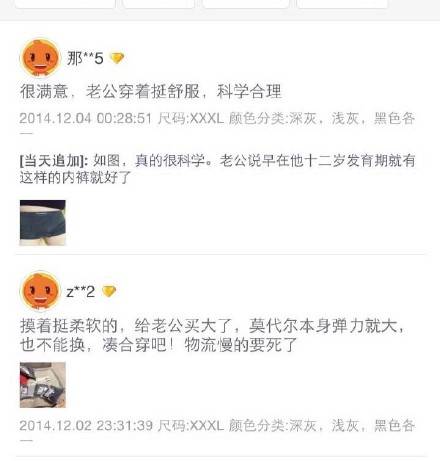 那**5
很满意，老公穿着挺舒服，科学合理
2014.12.04 00:28:51 尺码:XXXL 颜色分类:深灰，浅灰，黑色各
一
[当天追加]: 如图，真的很科学。老公说早在他十二岁发育期就有
这样的内裤就好了
z**2
摸着挺柔软的，给老公买大了，莫代尔本身弹力就大，
也不能换，凑合穿吧！物流慢的要死了
2014.12.02 23:31:39 尺码:XXXL 颜色分类:深灰，浅灰，黑色各
一